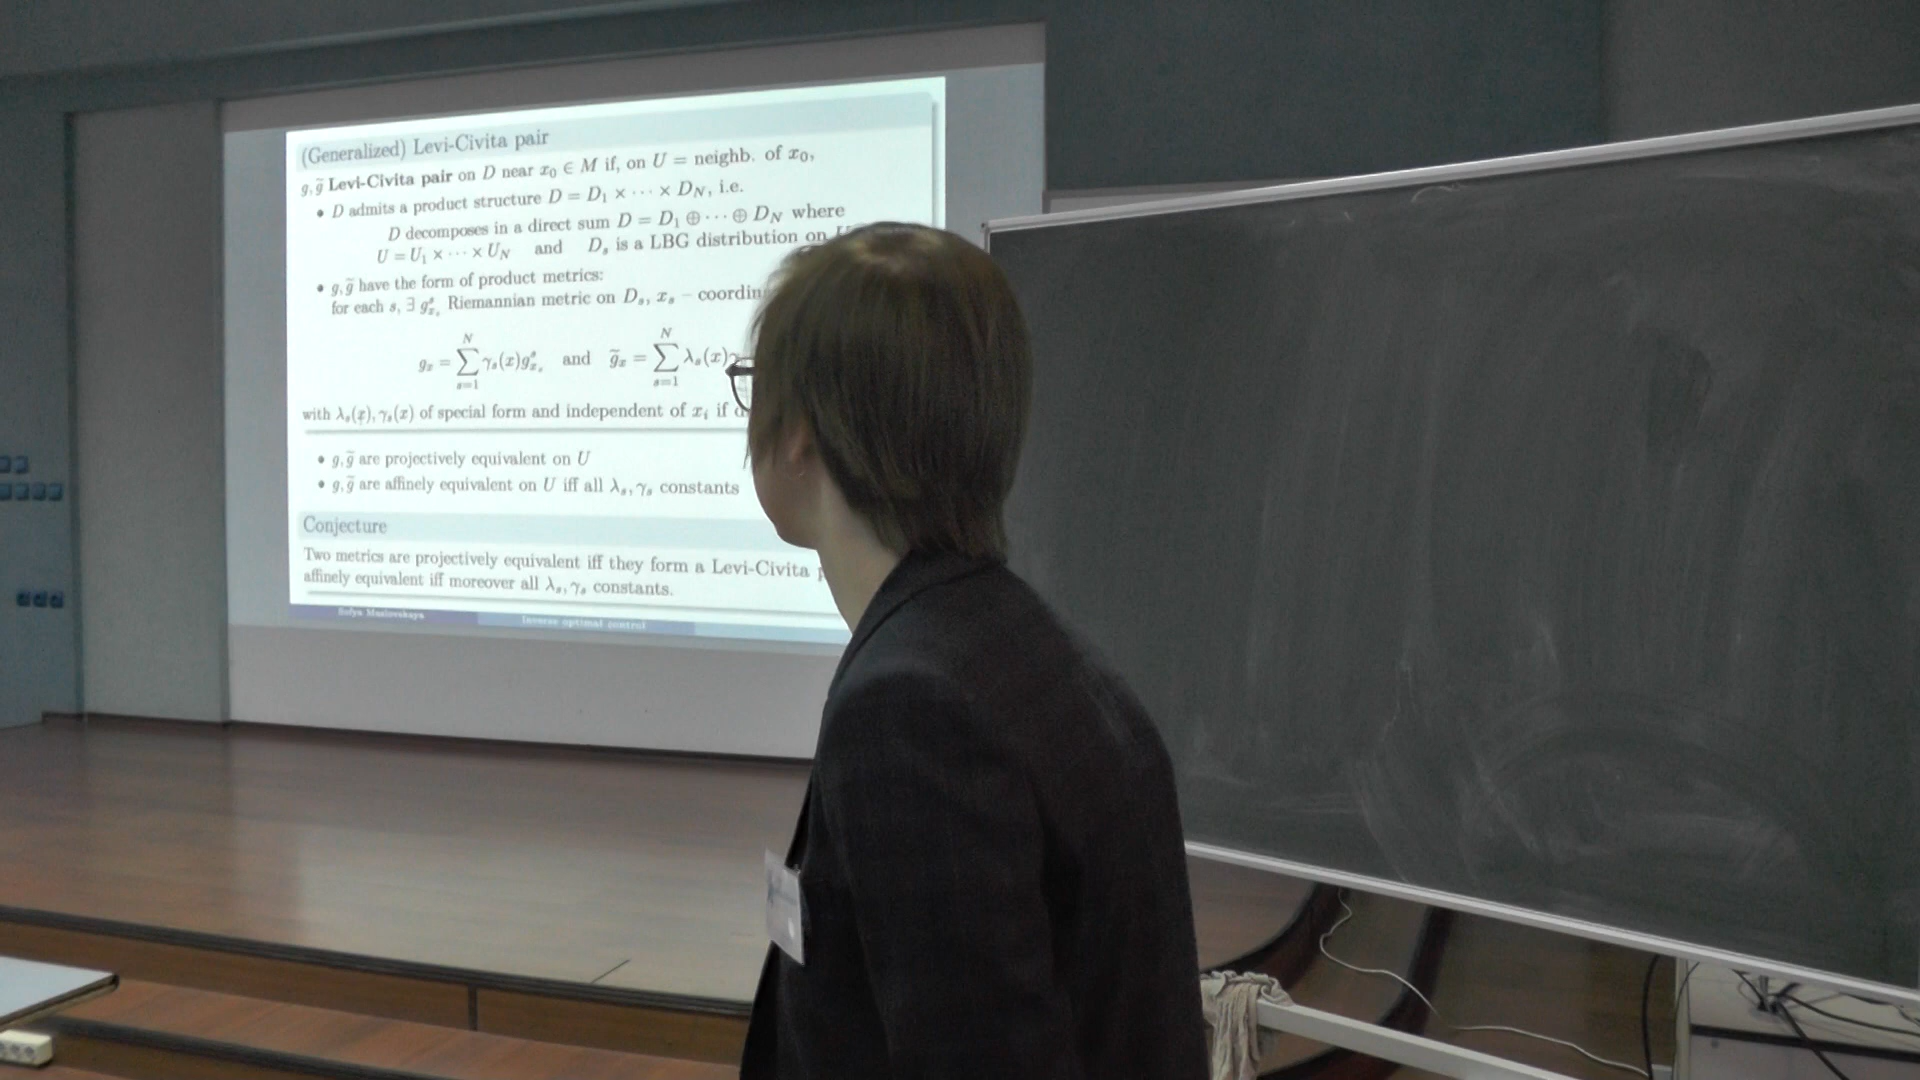 (Generalized) Levi-Civita pair
g, g̃ Levi-Civita pair on D near x₀ ∈ M if, on U = neighb. of x₀,
• D admits a product structure D = D₁ × ··· × D_N, i.e.
D decomposes in a direct sum D = D₁ ⊕ ··· ⊕ D_N where
U = U₁ × ··· × U_N and D_s is a LBG distribution on
• g, g̃ have the form of product metrics:
for each s, ∃ g^s_{x_s} Riemannian metric on D_s, x_s –
g_x = ∑_{s=1}^{N} γ_s(x)g^s_{x_s} and g̃_x = ∑_{s=1}^{N} λ_s(x)
with λ_s(x), γ_s(x) of special form and independent of x_i if
• g, g̃ are projectively equivalent on U
• g, g̃ are affinely equivalent on U iff all λ_s, γ_s constants
Conjecture
Two metrics are projectively equivalent iff they form a Levi-Civita
affinely equivalent iff moreover all λ_s, γ_s constants.
Sofya Maslovskaya Inverse optimal control